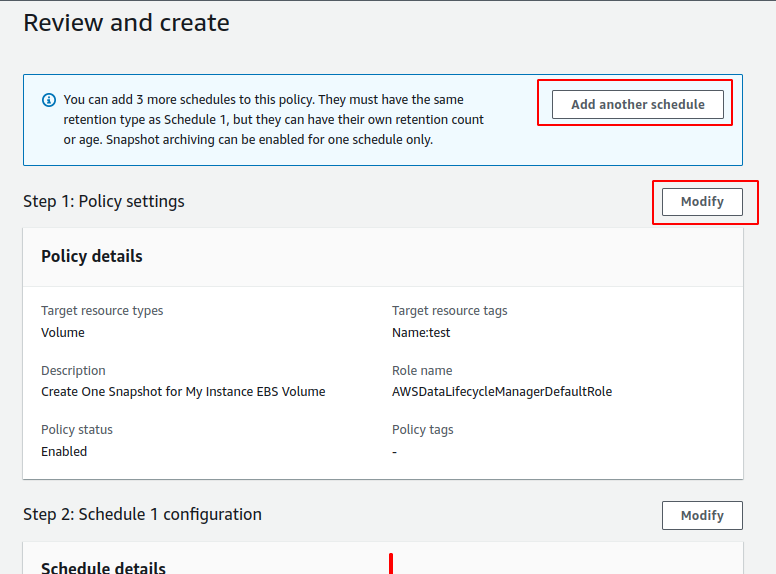 Review and create
You can add 3 more schedules to this policy. They must have the same
retention type as Schedule 1, but they can have their own retention count
or age. Snapshot archiving can be enabled for one schedule only.
Add another schedule
Step 1: Policy settings
Modify
Policy details
Target resource types
Volume
Target resource tags
Name:test
Description
Create One Snapshot for My Instance EBS Volume
Role name
AWSDataLifecycleManagerDefaultRole
Policy status
Enabled
Policy tags
-
Step 2: Schedule 1 configuration
Modify
Schedule details